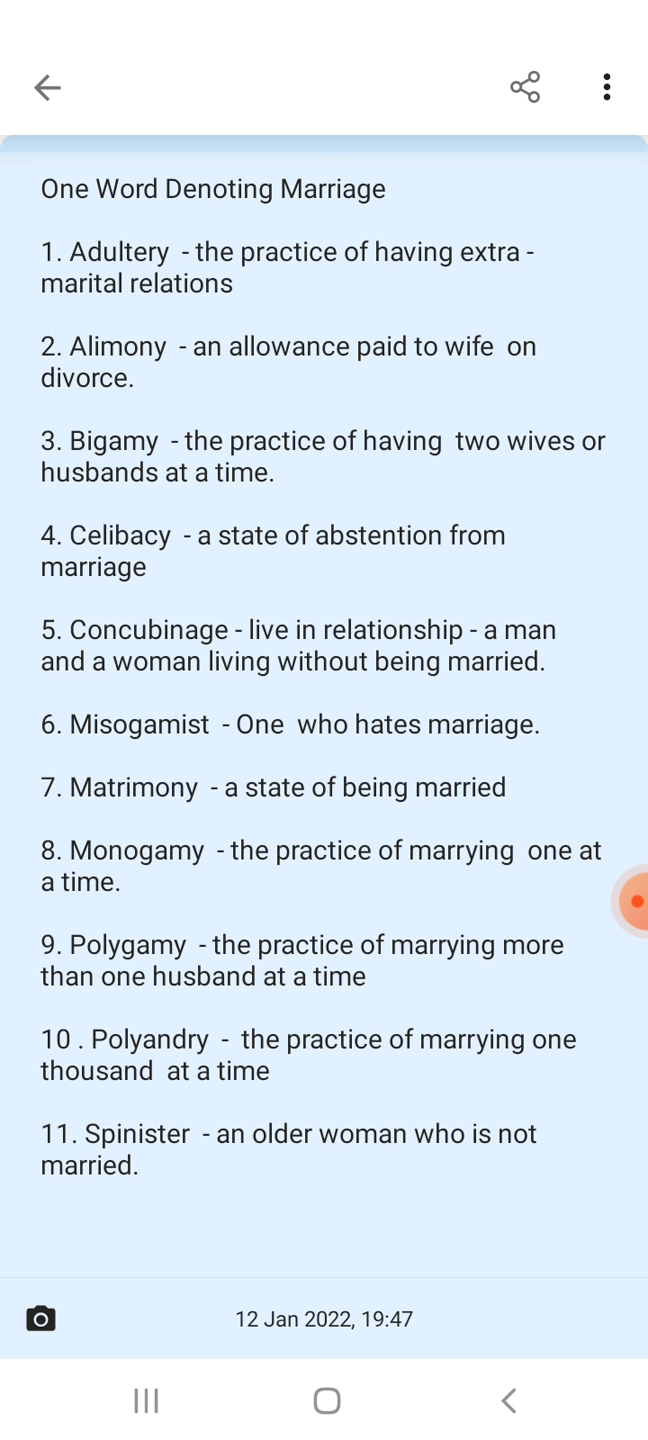 One Word Denoting Marriage
1. Adultery - the practice of having extra -
marital relations
2. Alimony - an allowance paid to wife on
divorce.
3. Bigamy - the practice of having two wives or
husbands at a time.
4. Celibacy - a state of abstention from
marriage
5. Concubinage - live in relationship - a man
and a woman living without being married.
6. Misogamist - One who hates marriage.
7. Matrimony - a state of being married
8. Monogamy - the practice of marrying one at
a time.
9. Polygamy - the practice of marrying more
than one husband at a time
10 . Polyandry - the practice of marrying one
thousand at a time
11. Spinister - an older woman who is not
married.
12 Jan 2022, 19:47